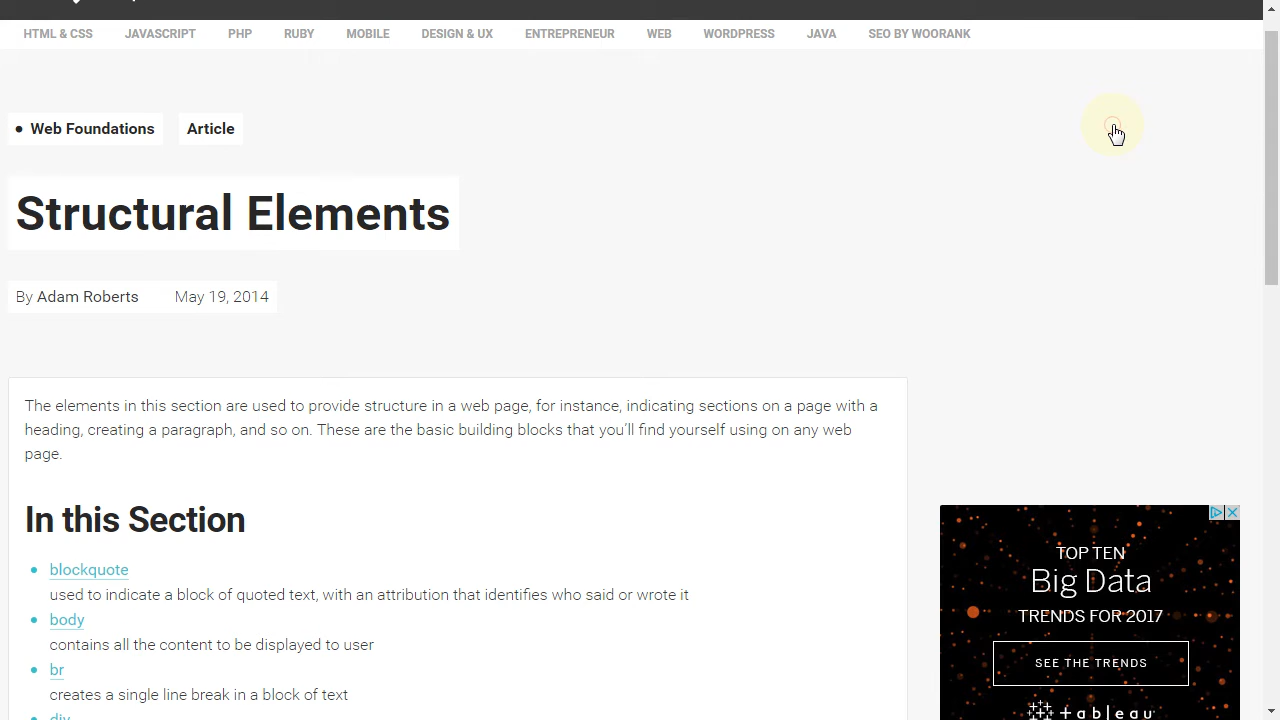 HTML & CSS JAVASCRIPT PHP RUBY MOBILE DESIGN & UX ENTREPRENEUR WEB WORDPRESS JAVA SEO BY WOORANK
• Web Foundations Article
Structural Elements
By Adam Roberts May 19, 2014
The elements in this section are used to provide structure in a web page, for instance, indicating sections on a page with a
heading, creating a paragraph, and so on. These are the basic building blocks that you'll find yourself using on any web
page.
In this Section
• blockquote
used to indicate a block of quoted text, with an attribution that identifies who said or wrote it
• body
contains all the content to be displayed to user
• br
creates a single line break in a block of text
• div
TOP TEN
Big Data
TRENDS FOR 2017
SEE THE TRENDS
+ a b l e a u